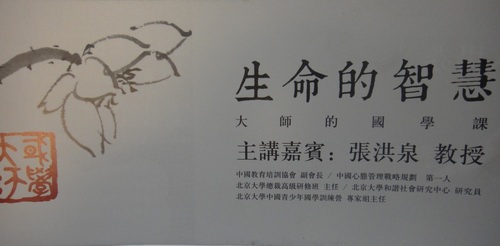 生命的智慧
大師的國學課
主講嘉賓：張洪泉 教授
中國教育培訓協會 副會長 / 中國心態管理戰略規劃 第一人
北京大學總裁高級研修班 主任 / 北京大學和諧社會研究中心 研究員
北京大學中國青少年國學訓練營 專家組主任